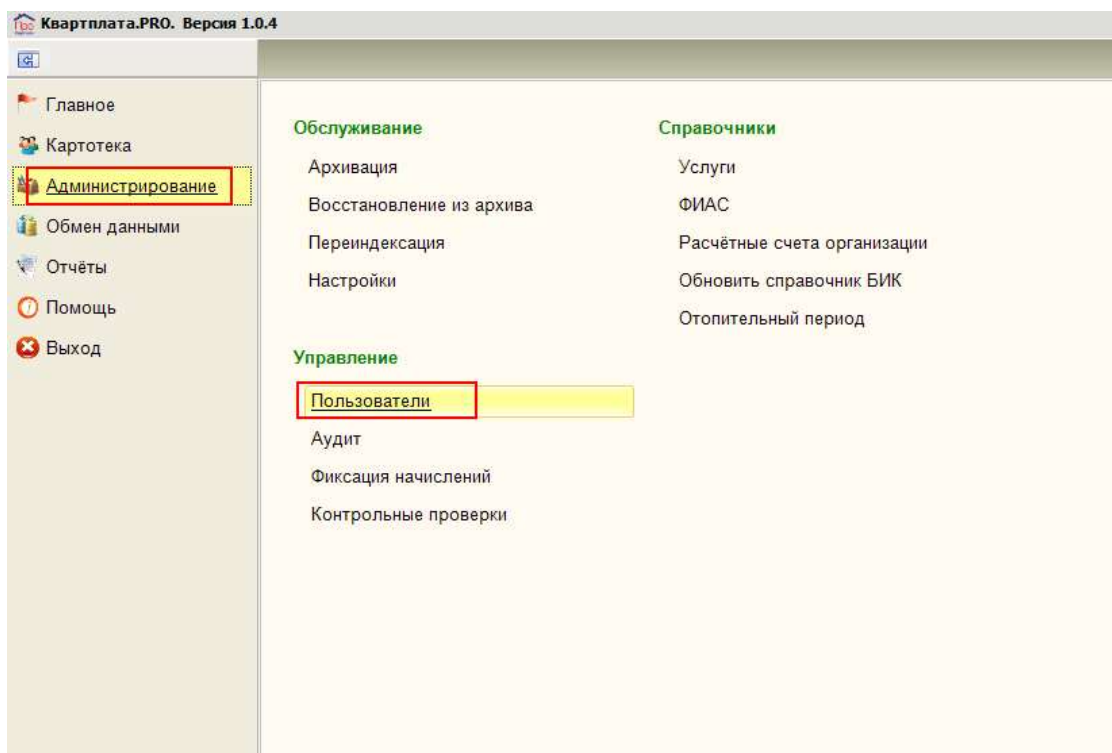 Квартплата.PRO. Версия 1.0.4
Главное
Картотека
Администрирование
Обмен данными
Отчёты
Помощь
Выход
Обслуживание
Архивация
Восстановление из архива
Переиндексация
Настройки
Справочники
Услуги
ФИАС
Расчётные счета организации
Обновить справочник БИК
Отопительный период
Управление
Пользователи
Аудит
Фиксация начислений
Контрольные проверки